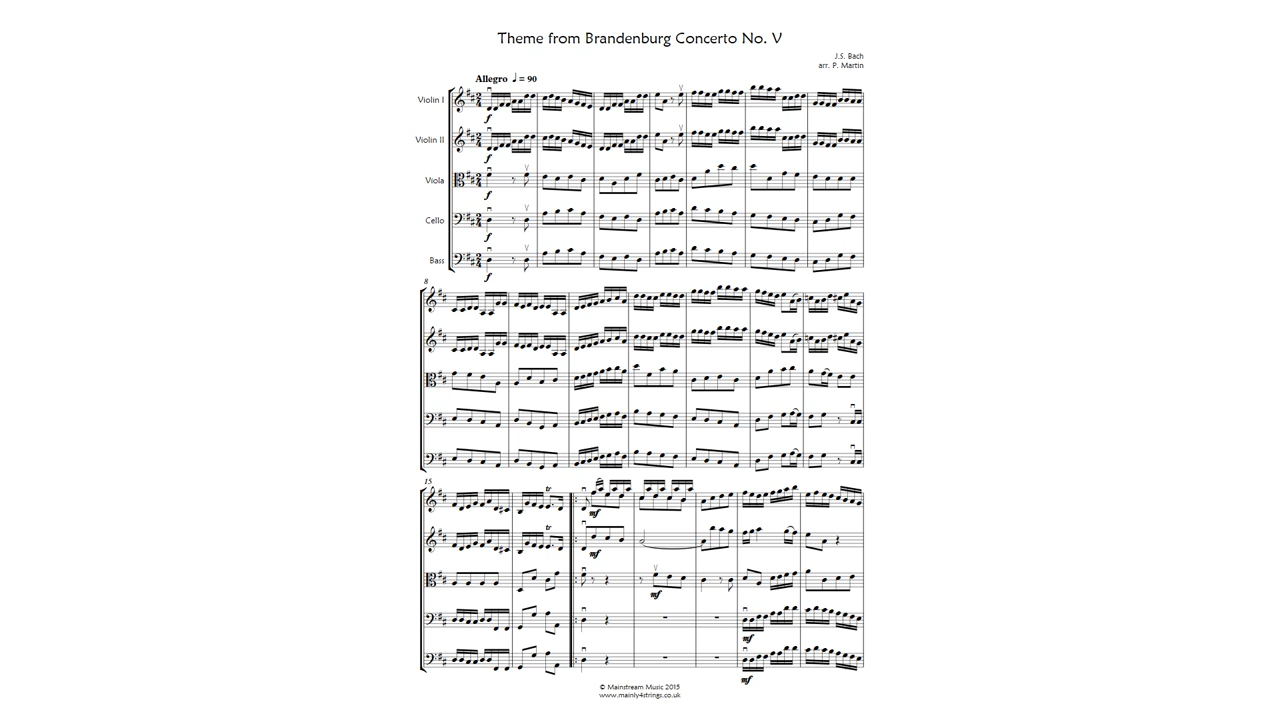 Theme from Brandenburg Concerto No. V
J.S. Bach
arr. P. Martin
Allegro ♩ = 90
Violin I
f
Violin II
f
Viola
f
Cello
f
Bass
f
8
15
tr
mf
tr
mf
mf
mf
mf
© Mainstream Music 2015
www.mainly4strings.co.uk